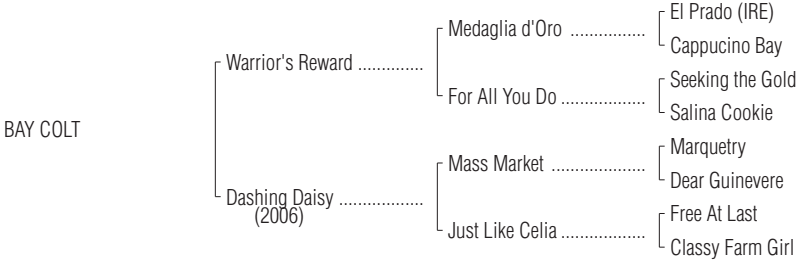 El Prado (IRE)
Medaglia d'Oro ................
Cappucino Bay
Warrior's Reward ..............
Seeking the Gold
For All You Do ..................
Salina Cookie
BAY COLT
Marquetry
Mass Market ....................
Dear Guinevere
Dashing Daisy ..................
(2006)
Free At Last
Just Like Celia ..................
Classy Farm Girl